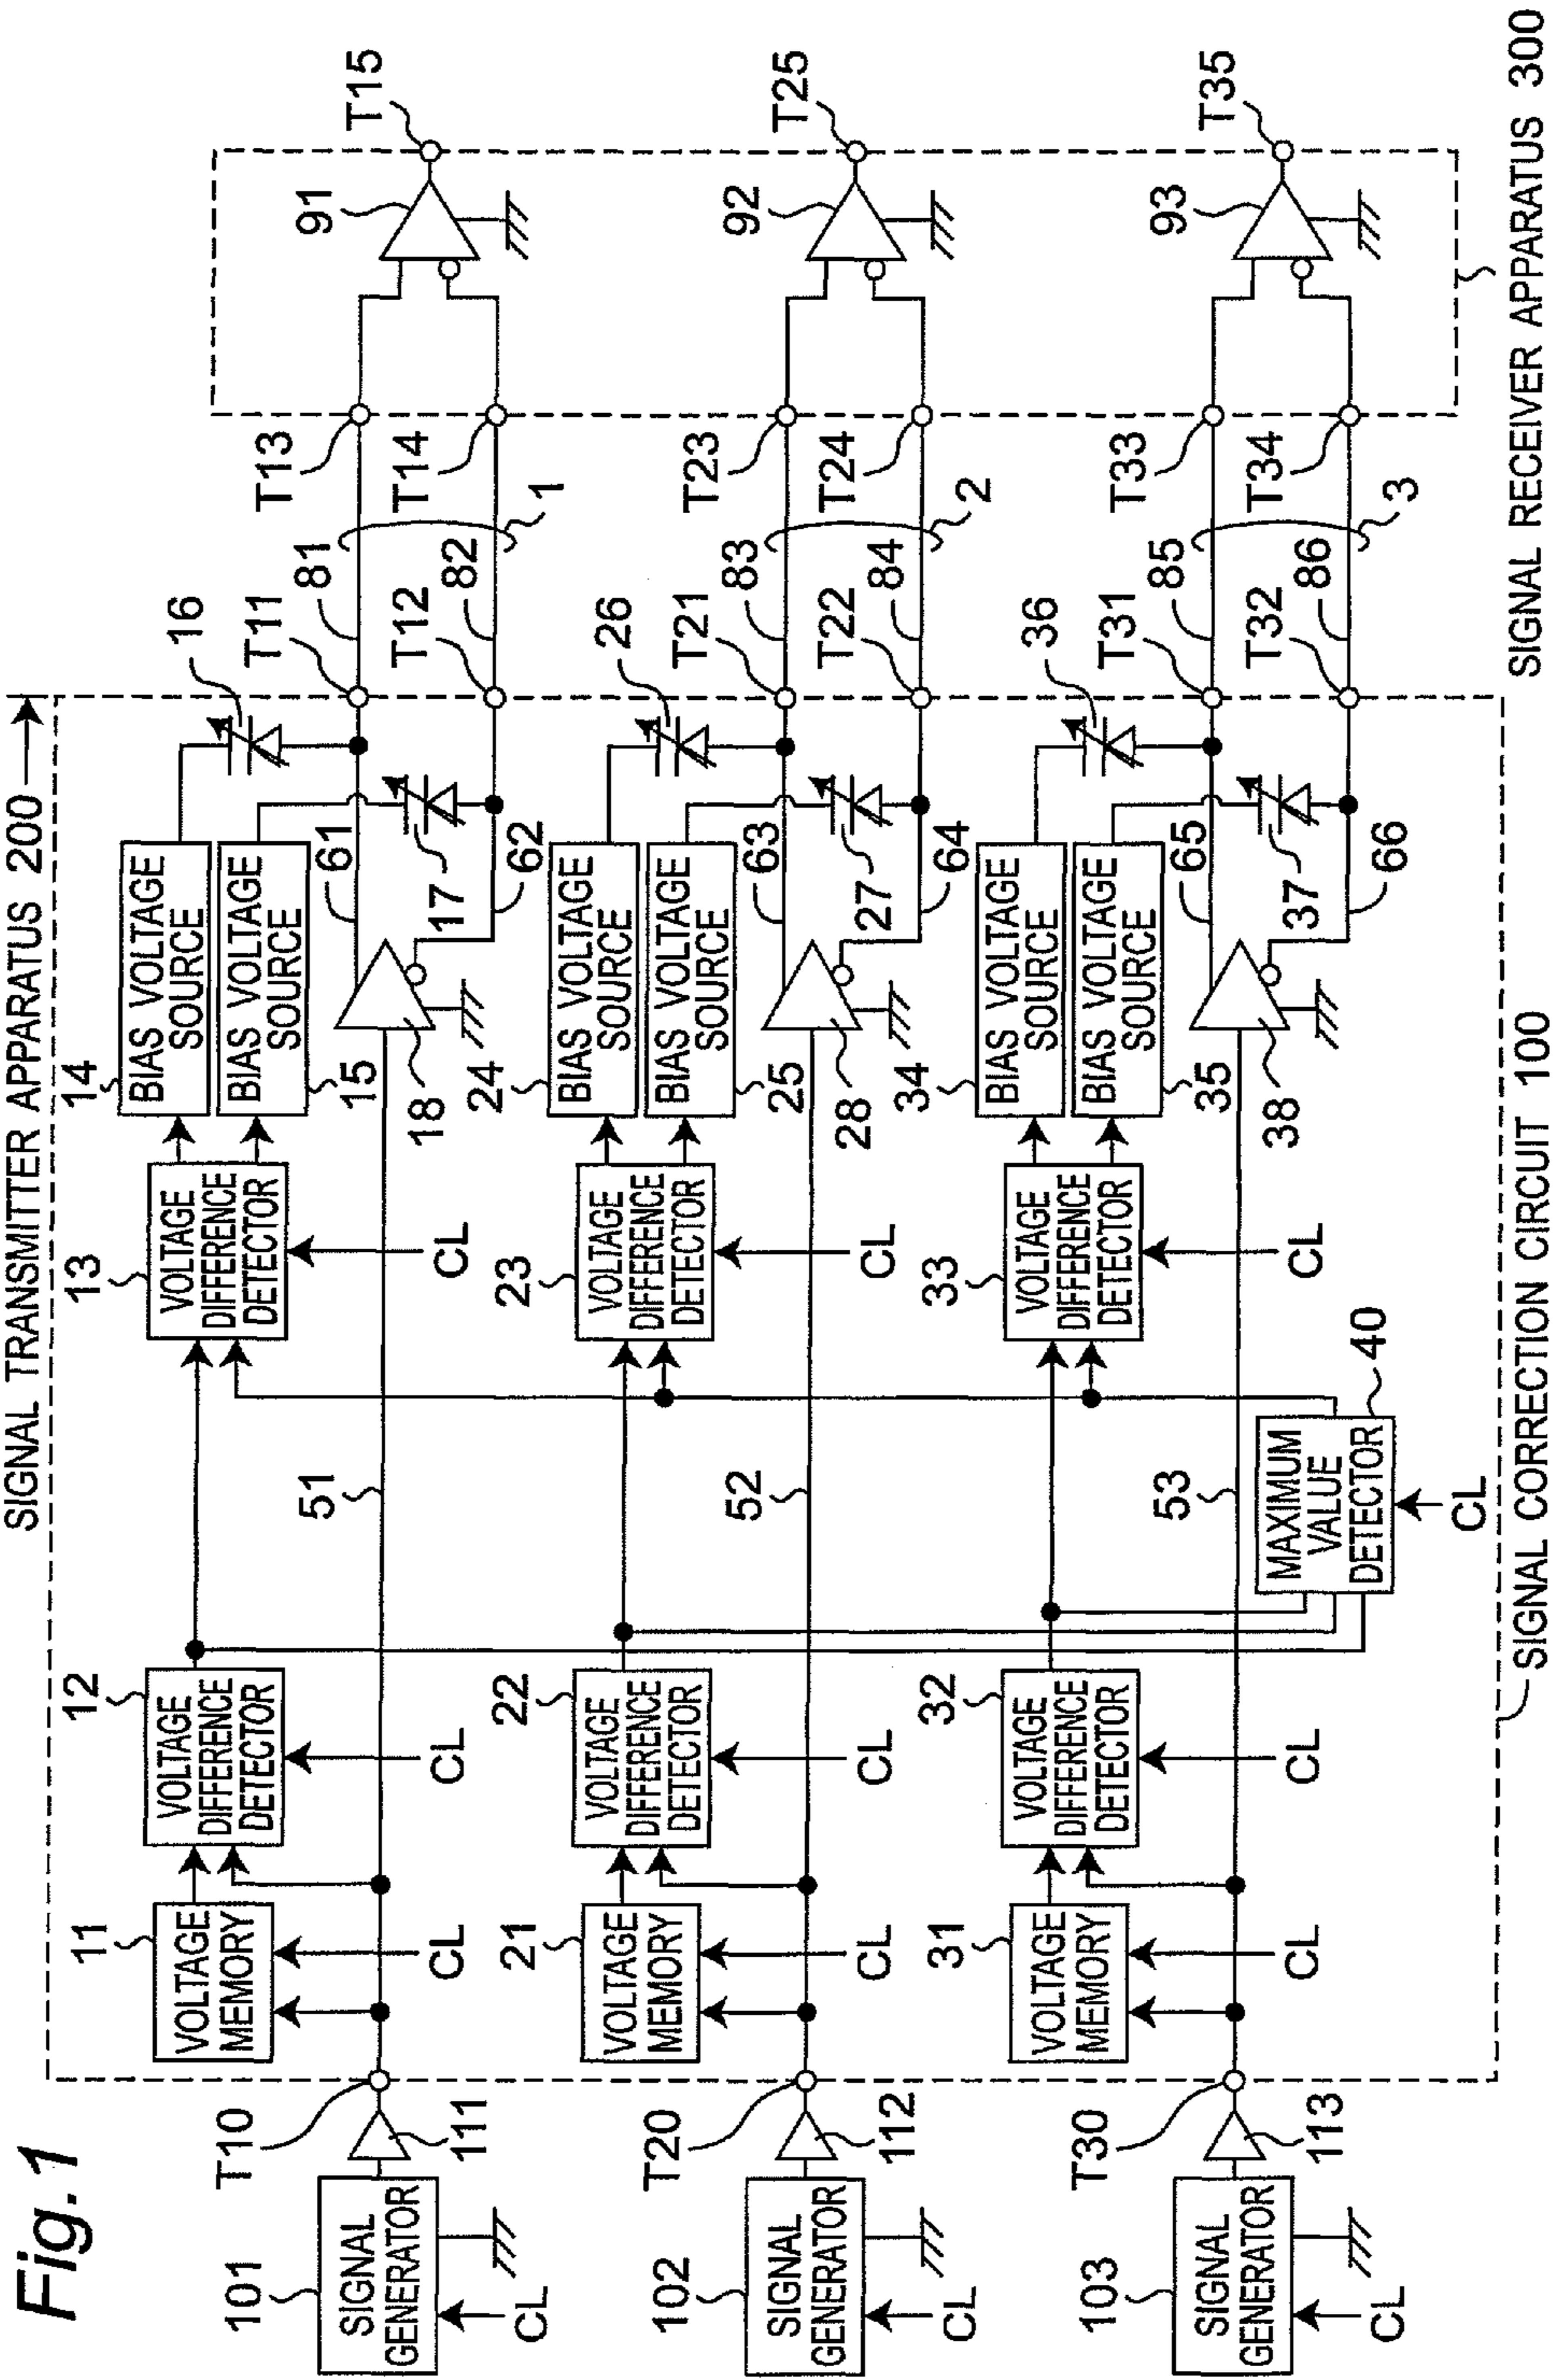 Fig. 1
SIGNAL TRANSMITTER APPARATUS 200
101
SIGNAL
GENERATOR
CL
T10
111
11
VOLTAGE
MEMORY
CL
12
VOLTAGE
DIFFERENCE
DETECTOR
CL
51
13
VOLTAGE
DIFFERENCE
DETECTOR
CL
14
BIAS VOLTAGE
SOURCE
BIAS VOLTAGE
SOURCE
15
18
61
62
16
17
T11
T12
81
82
1
T13
T14
91
T15
102
SIGNAL
GENERATOR
CL
T20
112
21
VOLTAGE
MEMORY
CL
22
VOLTAGE
DIFFERENCE
DETECTOR
CL
52
23
VOLTAGE
DIFFERENCE
DETECTOR
CL
24
BIAS VOLTAGE
SOURCE
BIAS VOLTAGE
SOURCE
25
28
63
64
26
27
T21
T22
83
84
2
T23
T24
92
T25
103
SIGNAL
GENERATOR
CL
T30
113
31
VOLTAGE
MEMORY
CL
32
VOLTAGE
DIFFERENCE
DETECTOR
CL
53
33
VOLTAGE
DIFFERENCE
DETECTOR
CL
34
BIAS VOLTAGE
SOURCE
BIAS VOLTAGE
SOURCE
35
38
65
66
36
37
T31
T32
85
86
3
T33
T34
93
T35
MAXIMUM
VALUE
DETECTOR
40
CL
SIGNAL CORRECTION CIRCUIT 100
SIGNAL RECEIVER APPARATUS 300